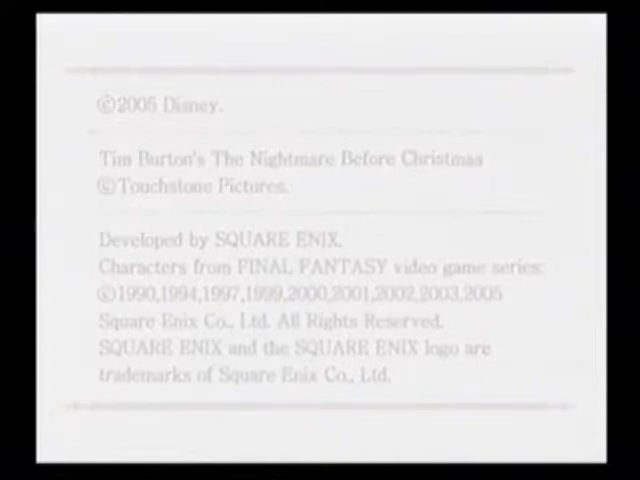 ©2005 Disney.
Tim Burton's The Nightmare Before Christmas
©Touchstone Pictures.
Developed by SQUARE ENIX.
Characters from FINAL FANTASY video game series:
©1990,1994,1997,1999,2000,2001,2002,2003,2005
Square Enix Co., Ltd. All Rights Reserved.
SQUARE ENIX and the SQUARE ENIX logo are
trademarks of Square Enix Co., Ltd.